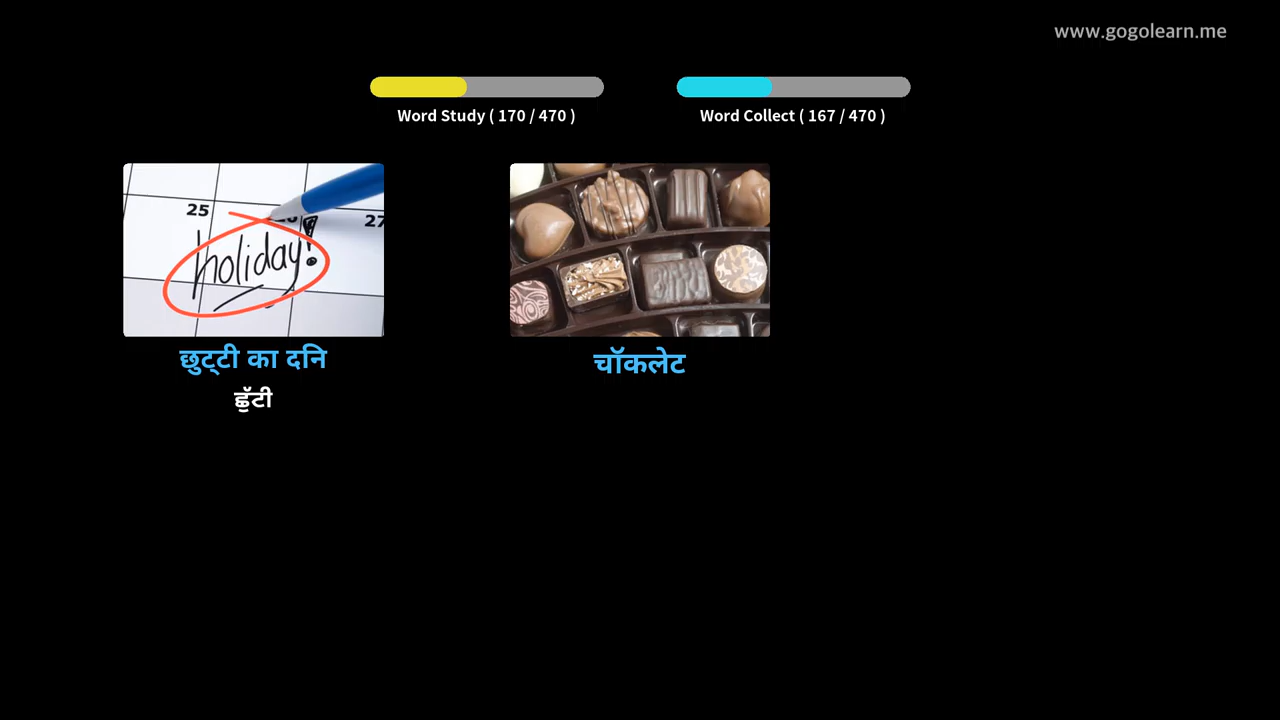 www.gogolearn.me
Word Study ( 170 / 470 )
Word Collect ( 167 / 470 )
25
27
holiday!
छुट्टी का दनि
चॉकलेट
ਛੁੱਟੀ